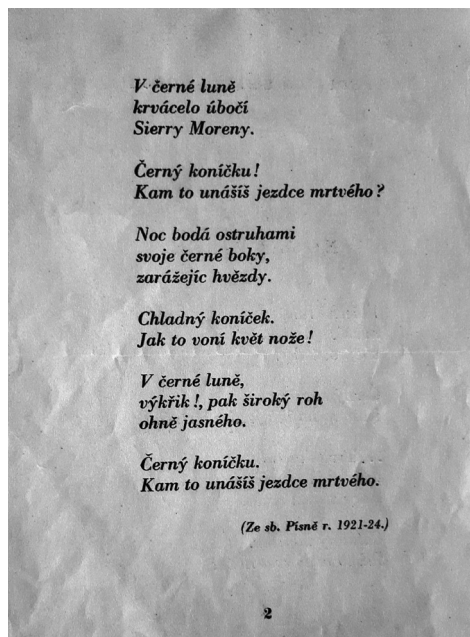 V černé luně
krvácelo úbočí
Sierry Moreny.
Černý koníčku!
Kam to unášíš jezdce mrtvého?
Noc bodá ostruhami
svoje černé boky,
zarážejíc hvězdy.
Chladný koníček.
Jak to voní květ nože!
V černé luně,
výkřik!, pak široký roh
ohně jasného.
Černý koníčku.
Kam to unášíš jezdce mrtvého.
(Ze sb. Písně r. 1921-24.)
2